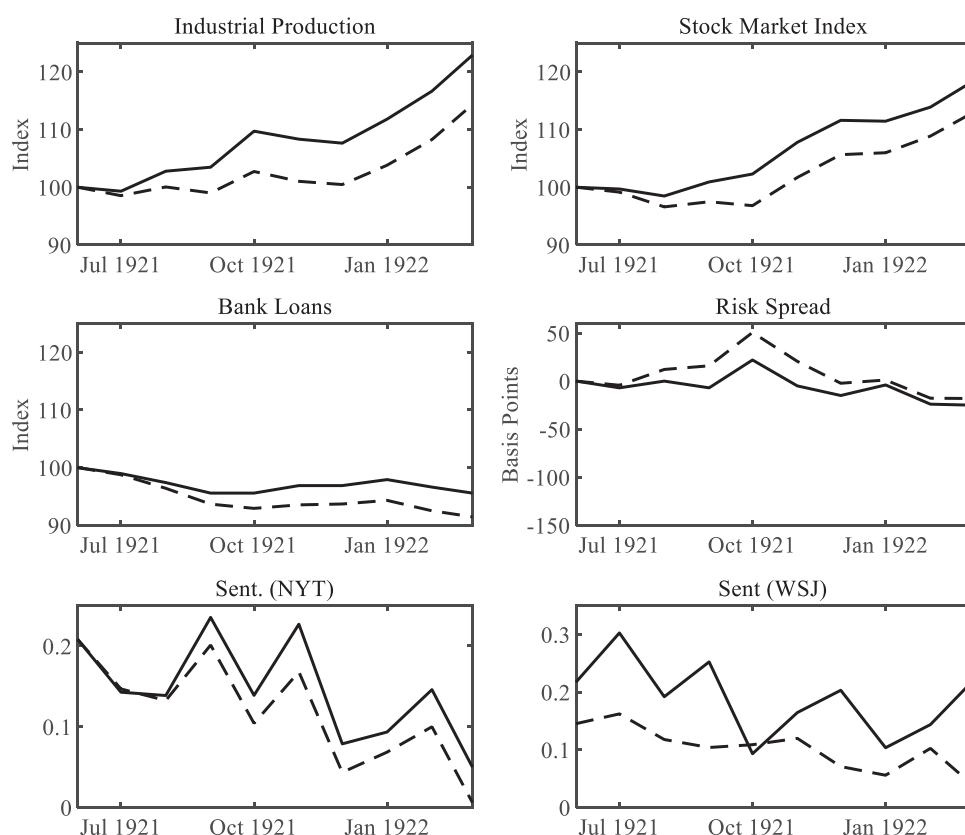 Industrial Production
Index
120
110
100
90
Jul 1921 Oct 1921 Jan 1922
Stock Market Index
Index
120
110
100
90
Jul 1921 Oct 1921 Jan 1922
Bank Loans
Index
120
110
100
90
Jul 1921 Oct 1921 Jan 1922
Risk Spread
Basis Points
50
0
-50
-100
-150
Jul 1921 Oct 1921 Jan 1922
Sent. (NYT)
0.2
0.1
0
Jul 1921 Oct 1921 Jan 1922
Sent (WSJ)
0.3
0.2
0.1
0
Jul 1921 Oct 1921 Jan 1922